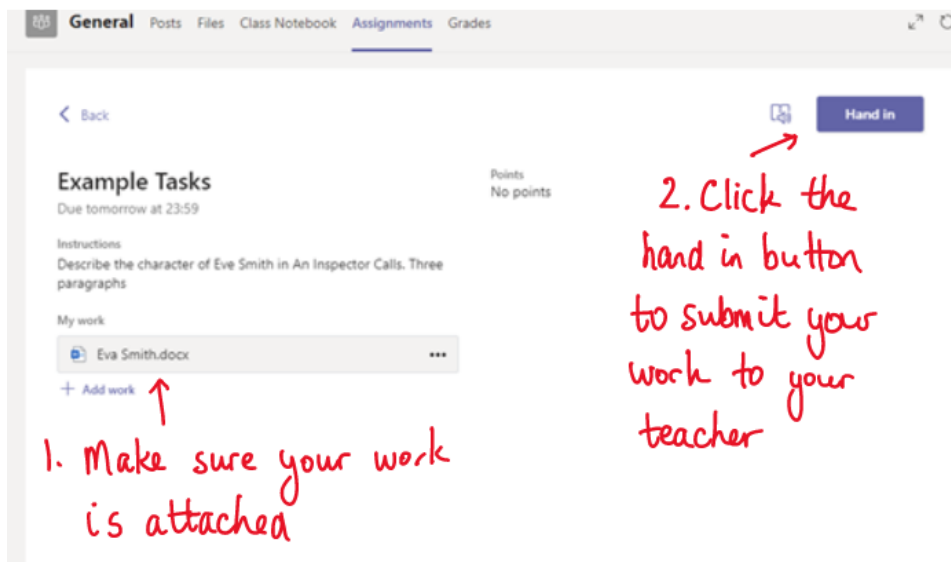 General Posts Files Class Notebook Assignments Grades
Back
Hand in
Example Tasks
Due tomorrow at 23:59
Points
No points
Instructions
Describe the character of Eve Smith in An Inspector Calls. Three
paragraphs
My work
Eva Smith.docx
+ Add work
1. Make sure your work
is attached
2. Click the
hand in button
to submit your
work to your
teacher